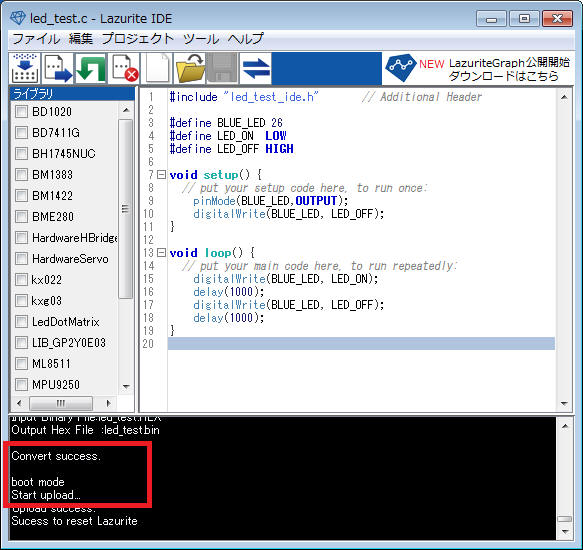 led_test.c - Lazurite IDE
ファイル 編集 プロジェクト ツール ヘルプ
NEW LazuriteGraph公開開始
ダウンロードはこちら
ライブラリ
BD1020
BD7411G
BH1745NUC
BM1383
BM1422
BME280
HardwareHBridge
HardwareServo
kx022
kxg03
LedDotMatrix
LIB_GP2Y0E03
ML8511
MPU9250
1 #include "led_test_ide.h" // Additional Header
2
3 #define BLUE_LED 26
4 #define LED_ON LOW
5 #define LED_OFF HIGH
6
7 void setup() {
8 // put your setup code here, to run once:
9 pinMode(BLUE_LED,OUTPUT);
10 digitalWrite(BLUE_LED, LED_OFF);
11 }
12
13 void loop() {
14 // put your main code here, to run repeatedly:
15 digitalWrite(BLUE_LED, LED_ON);
16 delay(1000);
17 digitalWrite(BLUE_LED, LED_OFF);
18 delay(1000);
19 }
20
Input Binary File:led_test.HEX
Output Hex File :led_test.bin
Convert success.
boot mode
Start upload...
Upload success.
Sucess to reset Lazurite